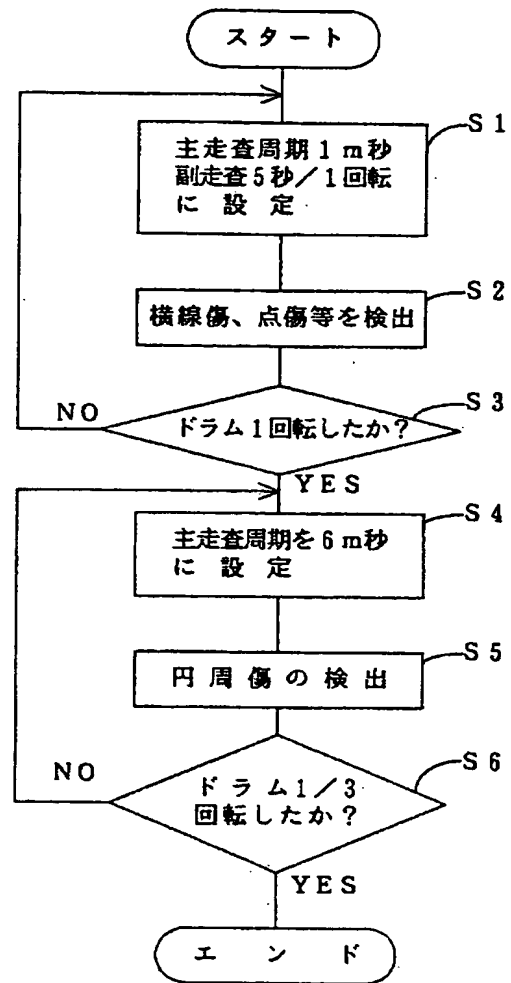 スタート
S1
主走査周期1m秒
副走査5秒／1回転
に設定
S2
横線傷、点傷等を検出
S3
NO
ドラム1回転したか？
YES
S4
主走査周期を6m秒
に設定
S5
円周傷の検出
S6
NO
ドラム1／3
回転したか？
YES
エンド